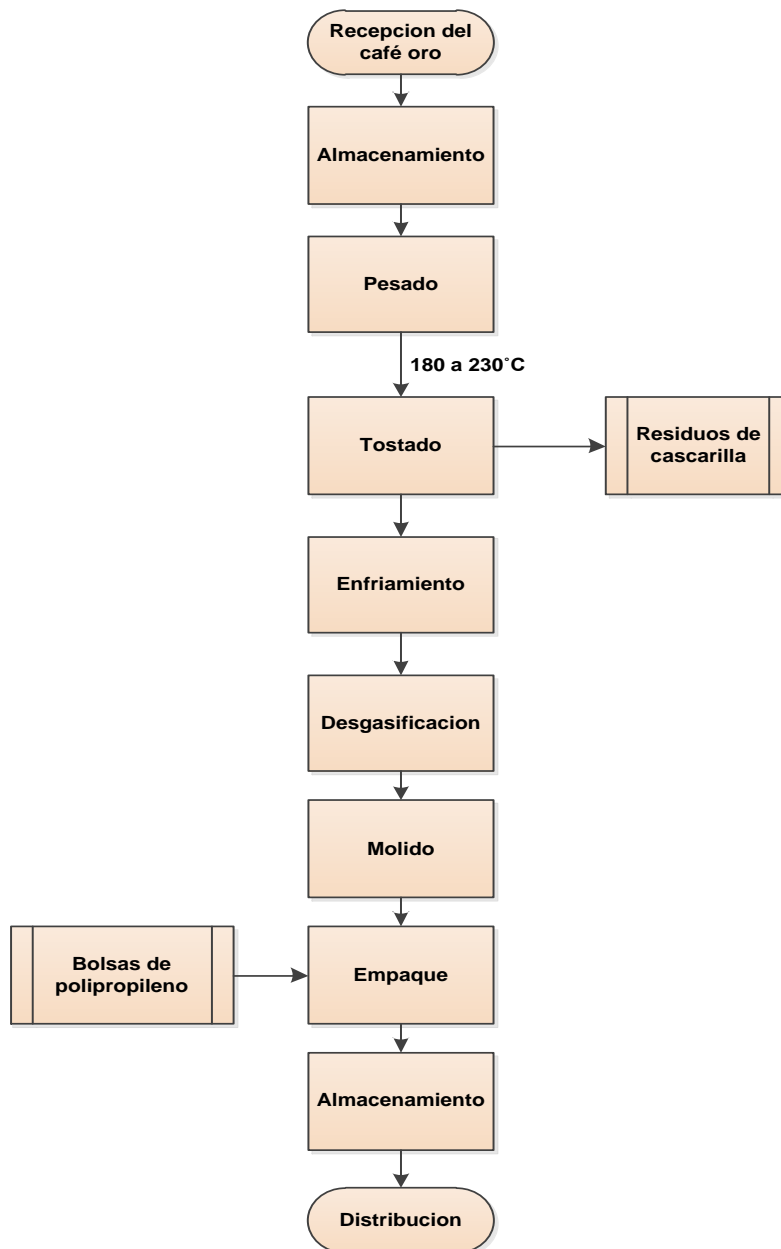 Recepcion del
café oro
Almacenamiento
Pesado
180 a 230°C
Tostado
Residuos de
cascarilla
Enfriamiento
Desgasificacion
Molido
Bolsas de
polipropileno
Empaque
Almacenamiento
Distribucion